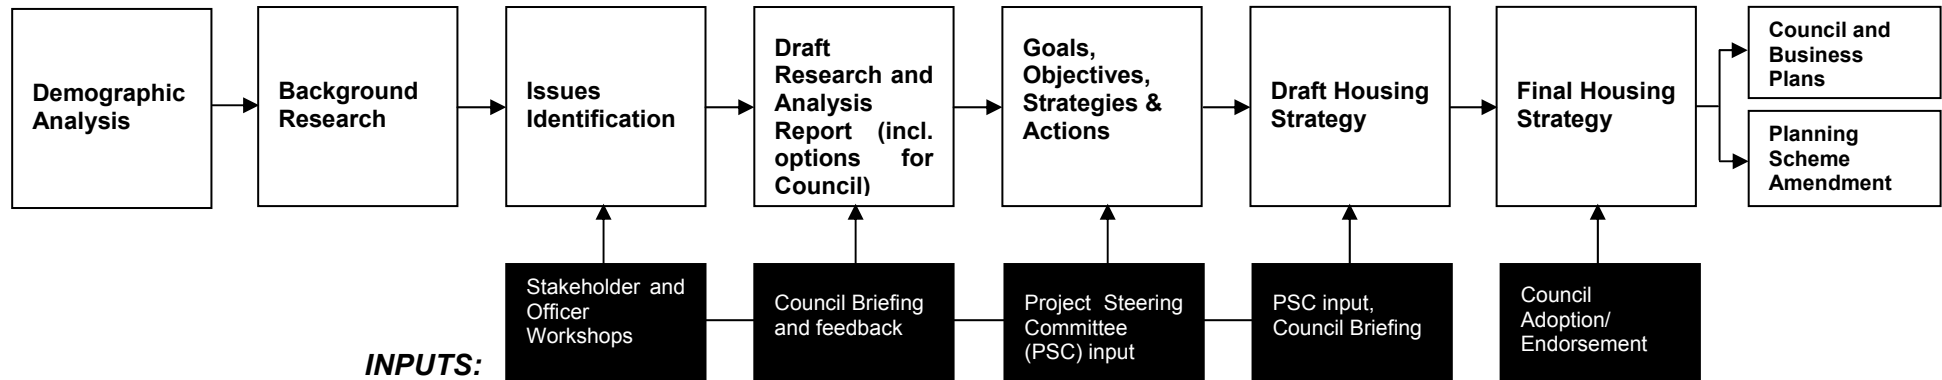 Demographic
Analysis
Background
Research
Issues
Identification
Draft
Research and
Analysis
Report (incl.
options for
Council)
Goals,
Objectives,
Strategies &
Actions
Draft Housing
Strategy
Final Housing
Strategy
Council and
Business
Plans
Planning
Scheme
Amendment
INPUTS:
Stakeholder and
Officer
Workshops
Council Briefing
and feedback
Project Steering
Committee
(PSC) input
PSC input,
Council Briefing
Council
Adoption/
Endorsement